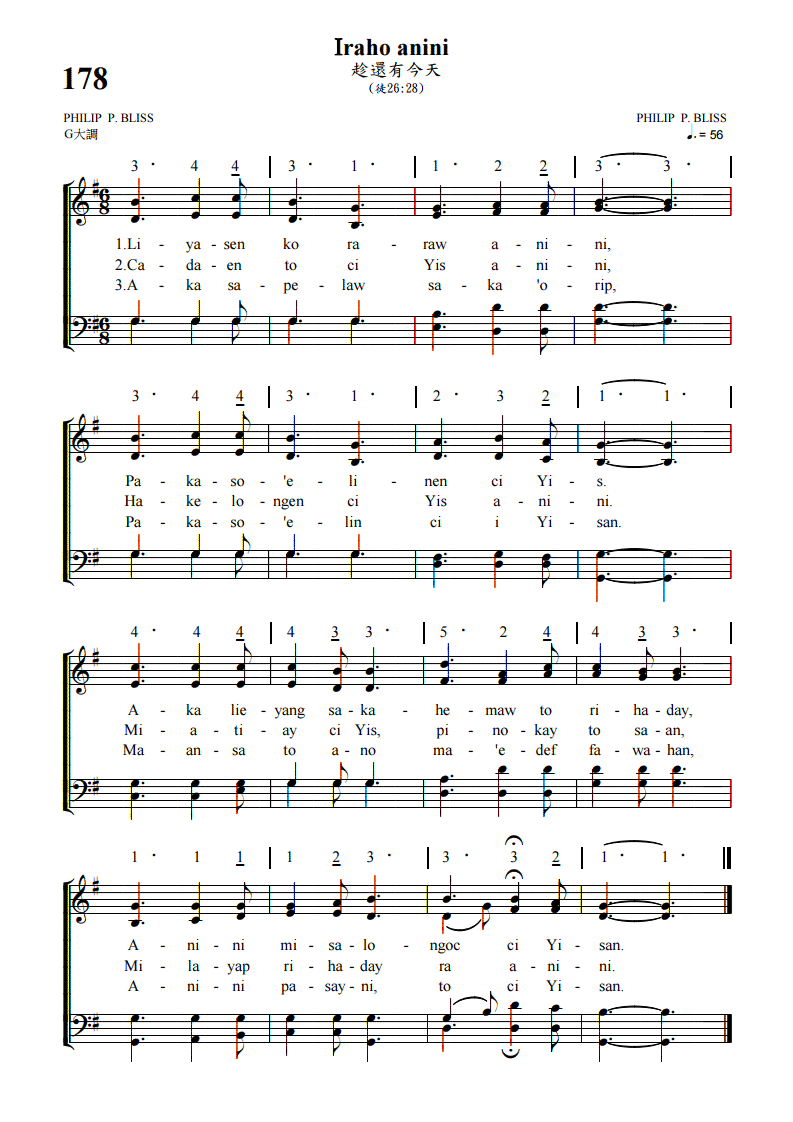 Iraho anini
178
趁還有今天
(徒26:28)
PHILIP P. BLISS
PHILIP P. BLISS
G大調
♩. = 56
3 · 4 4 3 · 1 · 1 · 2 2 3 · 3 ·
6 8
1.Li - ya - sen ko ra - raw a - ni - ni,
2.Ca - da - en to ci Yis a - ni - ni,
3.A - ka sa - pe - law sa - ka 'o - rip,
6 8
3 · 4 4 3 · 1 · 2 · 3 2 1 · 1 ·
Pa - ka - so - 'e - li - nen ci Yi - s.
Ha - ke - lo - ngen ci Yis a - ni - ni.
Pa - ka - so - 'e - lin ci i Yi - san.
4 · 4 4 4 3 3 · 5 · 2 4 4 3 3 ·
A - ka lie - yang sa - ka - he - maw to ri - ha - day,
Mi - a - ti - ay ci Yis, pi - no - kay to sa - an,
Ma - an - sa to a - no ma - 'e - def fa - wa - han,
1 · 1 1 1 2 3 · 3 · 3 2 1 · 1 ·
A - ni - ni mi - sa - lo - ngoc ci Yi - san.
Mi - la - yap ri - ha - day ra a - ni - ni.
A - ni - ni pa - say - ni, to ci Yi - san.